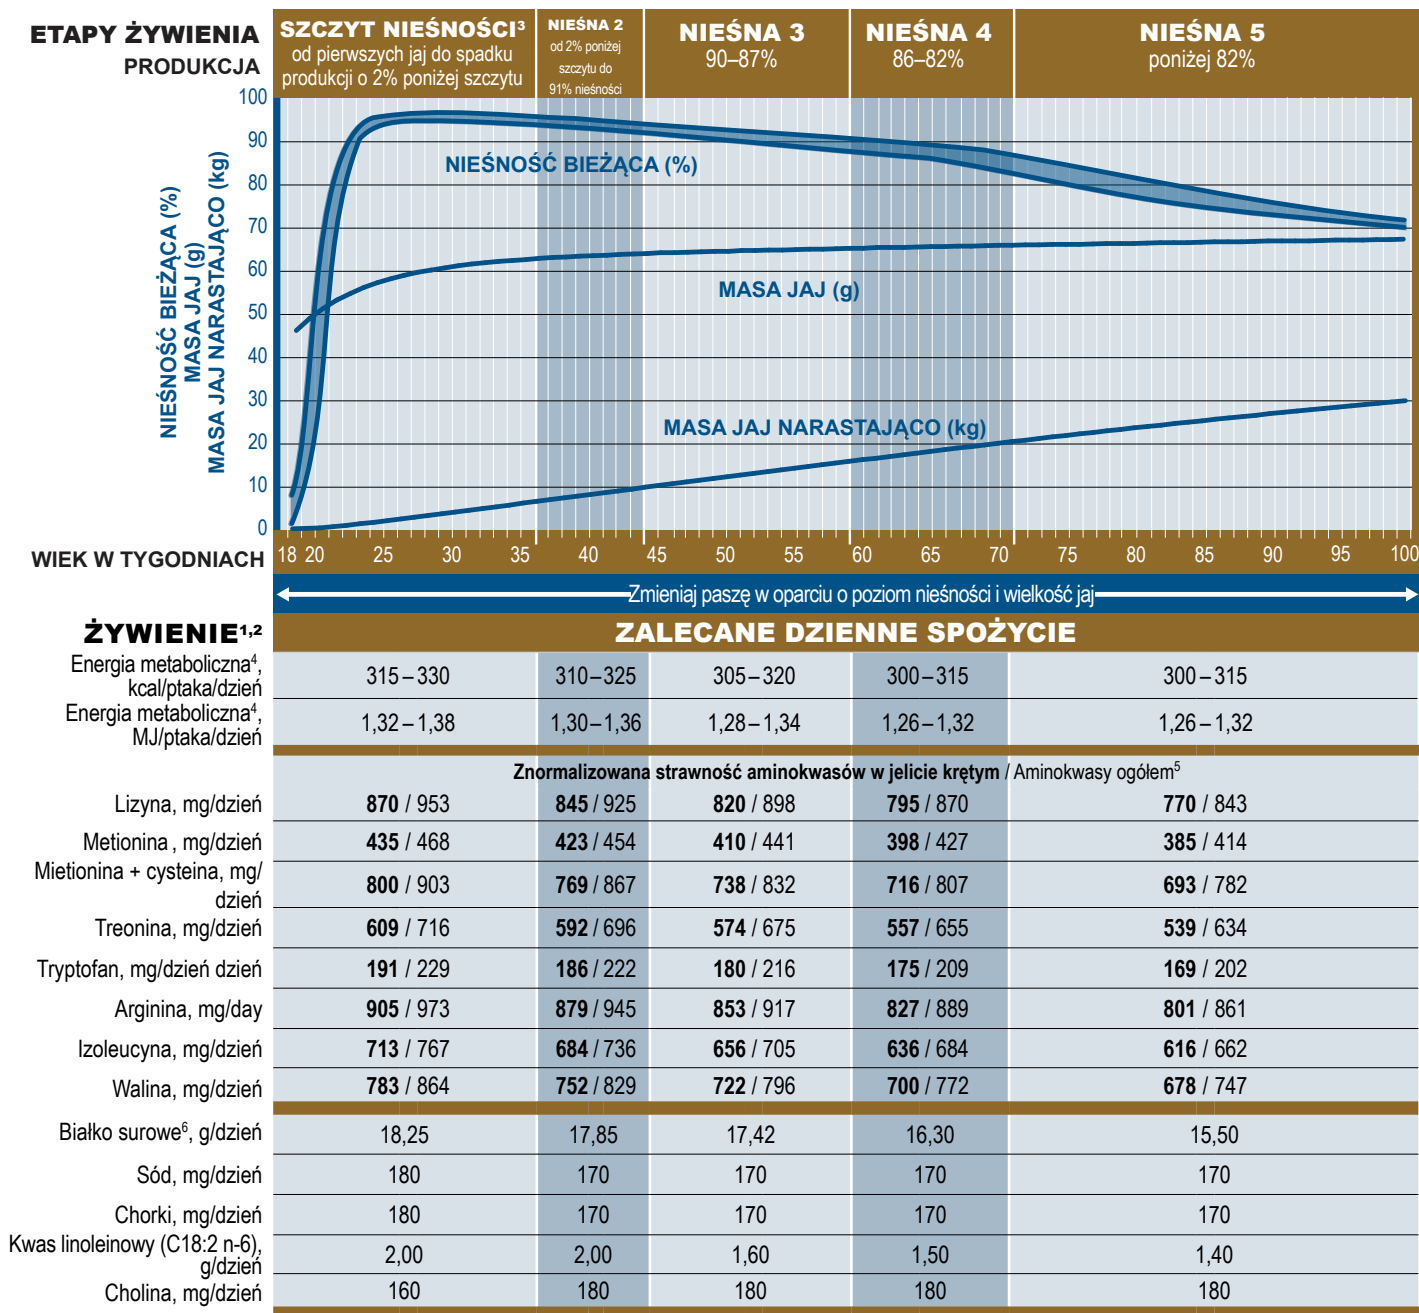 ETAPY ŻYWIENIA
PRODUKCJA
SZCZYT NIEŚNOŚCI³
od pierwszych jaj do spadku
produkcji o 2% poniżej szczytu
NIEŚNA 2
od 2% poniżej
szczytu do
91% nieśności
NIEŚNA 3
90–87%
NIEŚNA 4
86–82%
NIEŚNA 5
poniżej 82%
NIEŚNOŚĆ BIEŻĄCA (%)
MASA JAJ (g)
MASA JAJ NARASTAJĄCO (kg)
100
90
80
70
60
50
40
30
20
10
0
NIEŚNOŚĆ BIEŻĄCA (%)
MASA JAJ (g)
MASA JAJ NARASTAJĄCO (kg)
WIEK W TYGODNIACH 18 20 25 30 35 40 45 50 55 60 65 70 75 80 85 90 95 100
Zmieniaj paszę w oparciu o poziom nieśności i wielkość jaj
ŻYWIENIE¹,² ZALECANE DZIENNE SPOŻYCIE
Energia metaboliczna⁴,
kcal/ptaka/dzień 315–330 310–325 305–320 300–315 300–315
Energia metaboliczna⁴,
MJ/ptaka/dzień 1,32–1,38 1,30–1,36 1,28–1,34 1,26–1,32 1,26–1,32
Znormalizowana strawność aminokwasów w jelicie krętym / Aminokwasy ogółem⁵
Lizyna, mg/dzień 870 / 953 845 / 925 820 / 898 795 / 870 770 / 843
Metionina , mg/dzień 435 / 468 423 / 454 410 / 441 398 / 427 385 / 414
Mietionina + cysteina, mg/
dzień 800 / 903 769 / 867 738 / 832 716 / 807 693 / 782
Treonina, mg/dzień 609 / 716 592 / 696 574 / 675 557 / 655 539 / 634
Tryptofan, mg/dzień dzień 191 / 229 186 / 222 180 / 216 175 / 209 169 / 202
Arginina, mg/day 905 / 973 879 / 945 853 / 917 827 / 889 801 / 861
Izoleucyna, mg/dzień 713 / 767 684 / 736 656 / 705 636 / 684 616 / 662
Walina, mg/dzień 783 / 864 752 / 829 722 / 796 700 / 772 678 / 747
Białko surowe⁶, g/dzień 18,25 17,85 17,42 16,30 15,50
Sód, mg/dzień 180 170 170 170 170
Chorki, mg/dzień 180 170 170 170 170
Kwas linoleinowy (C18:2 n-6),
g/dzień 2,00 2,00 1,60 1,50 1,40
Cholina, mg/dzień 160 180 180 180 180